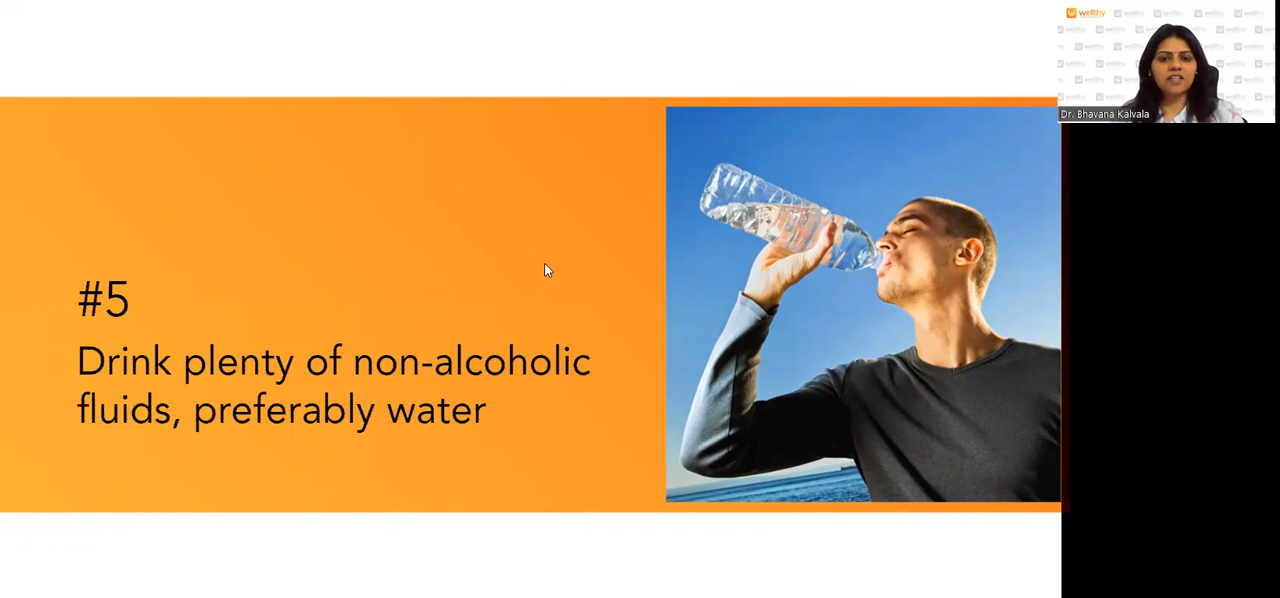 #5
Drink plenty of non-alcoholic
fluids, preferably water
wellthy
Dr. Bhavana Kalvala